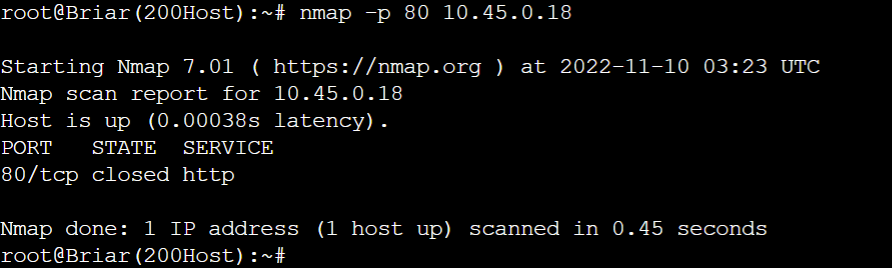 root@Briar(200Host):~# nmap -p 80 10.45.0.18
Starting Nmap 7.01 ( https://nmap.org ) at 2022-11-10 03:23 UTC
Nmap scan report for 10.45.0.18
Host is up (0.00038s latency).
PORT   STATE  SERVICE
80/tcp closed http
Nmap done: 1 IP address (1 host up) scanned in 0.45 seconds
root@Briar(200Host):~#